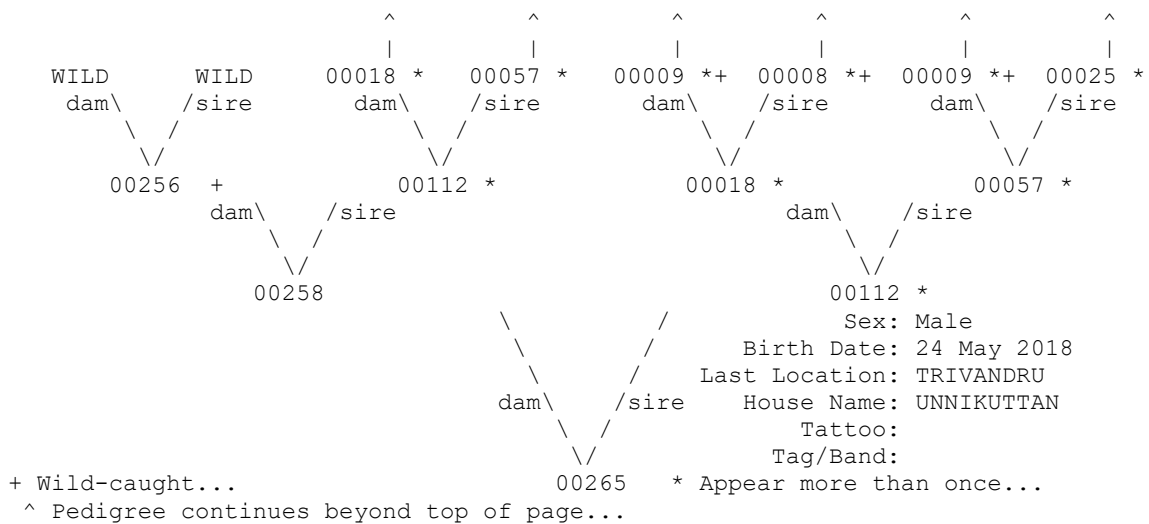 ^ ^ ^ ^ ^ ^
| | | | | |
WILD WILD 00018 * 00057 * 00009 *+ 00008 *+ 00009 *+ 00025 *
dam\ /sire dam\ /sire dam\ /sire dam\ /sire
\ / \ / \ / \ /
\/ \/ \/ \/
00256 + 00112 * 00018 * 00057 *
dam\ /sire dam\ /sire
\ / \ /
\/ \/
00258 00112 *
\ / Sex: Male
\ / Birth Date: 24 May 2018
\ / Last Location: TRIVANDRU
dam\ /sire House Name: UNNIKUTTAN
\ / Tattoo:
\/ Tag/Band:
+ Wild-caught... 00265 * Appear more than once...
^ Pedigree continues beyond top of page...